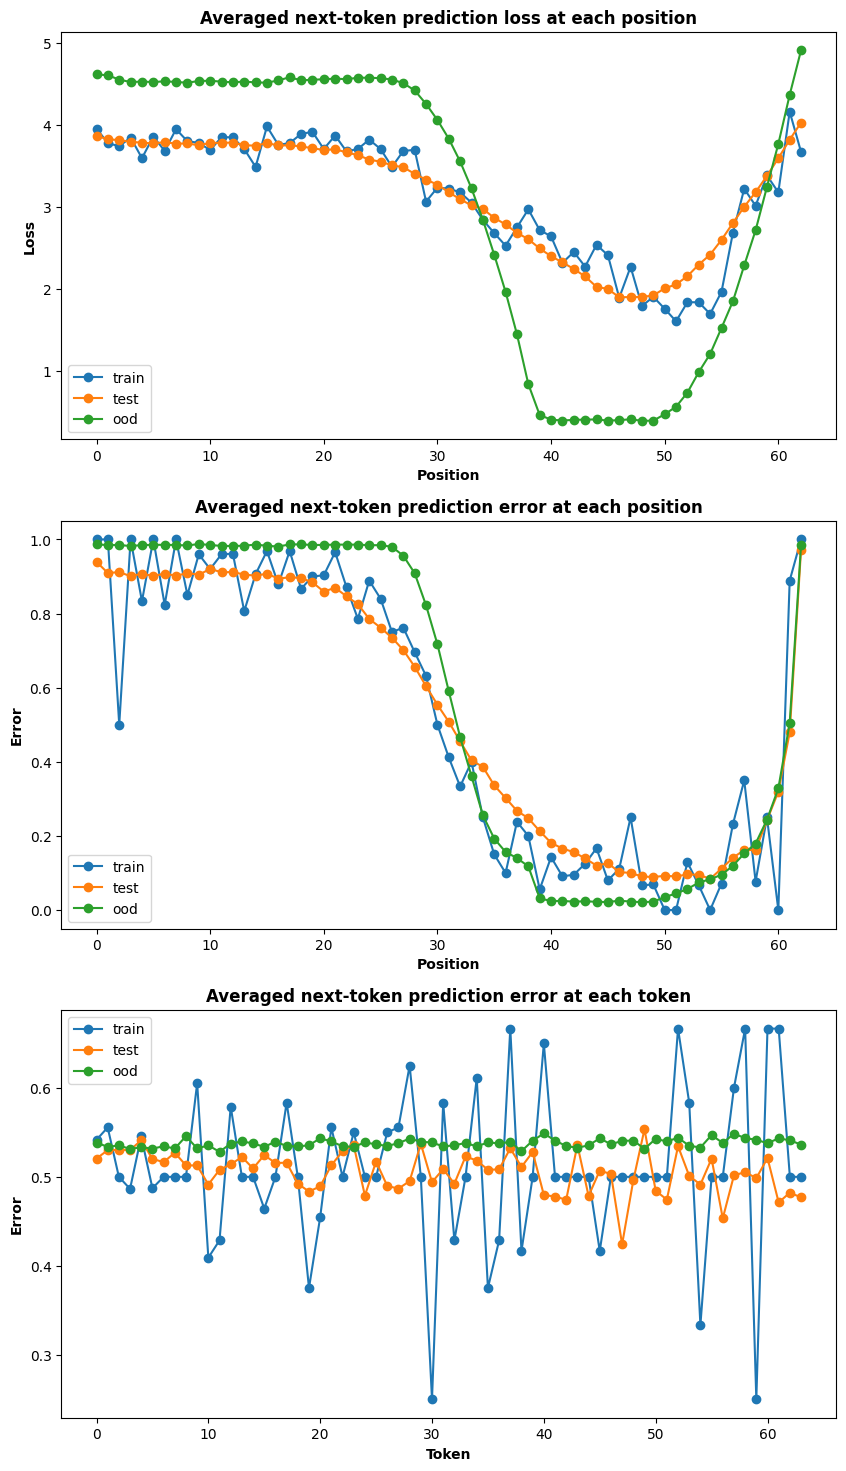 Averaged next-token prediction loss at each position
5
4
3
2
1
Loss
train
test
ood
0 10 20 30 40 50 60
Position
Averaged next-token prediction error at each position
1.0
0.8
0.6
0.4
0.2
0.0
Error
train
test
ood
0 10 20 30 40 50 60
Position
Averaged next-token prediction error at each token
train
test
ood
0.6
0.5
0.4
0.3
Error
0 10 20 30 40 50 60
Token